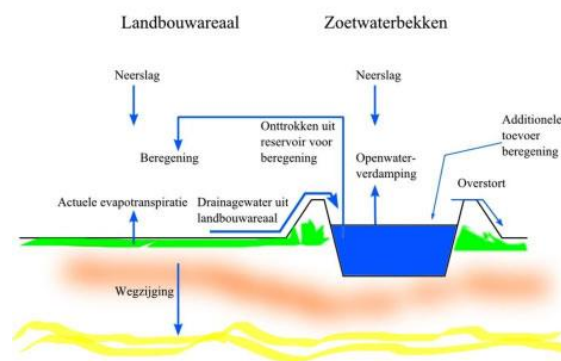 Landbouwareaal
Zoetwaterbekken
Neerslag
Neerslag
Onttrokken uit
reservoir voor
beregening
Additionele
toevoer
beregening
Beregening
Openwater-
verdamping
Actuele evapotranspiratie
Drainagewater uit
landbouwareaal
Overstort
Wegzijging